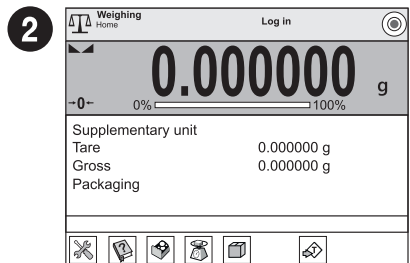 2
Weighing
Home
Log in
0.000000 g
→0←
0% 100%
Supplementary unit
Tare 0.000000 g
Gross 0.000000 g
Packaging
?
T